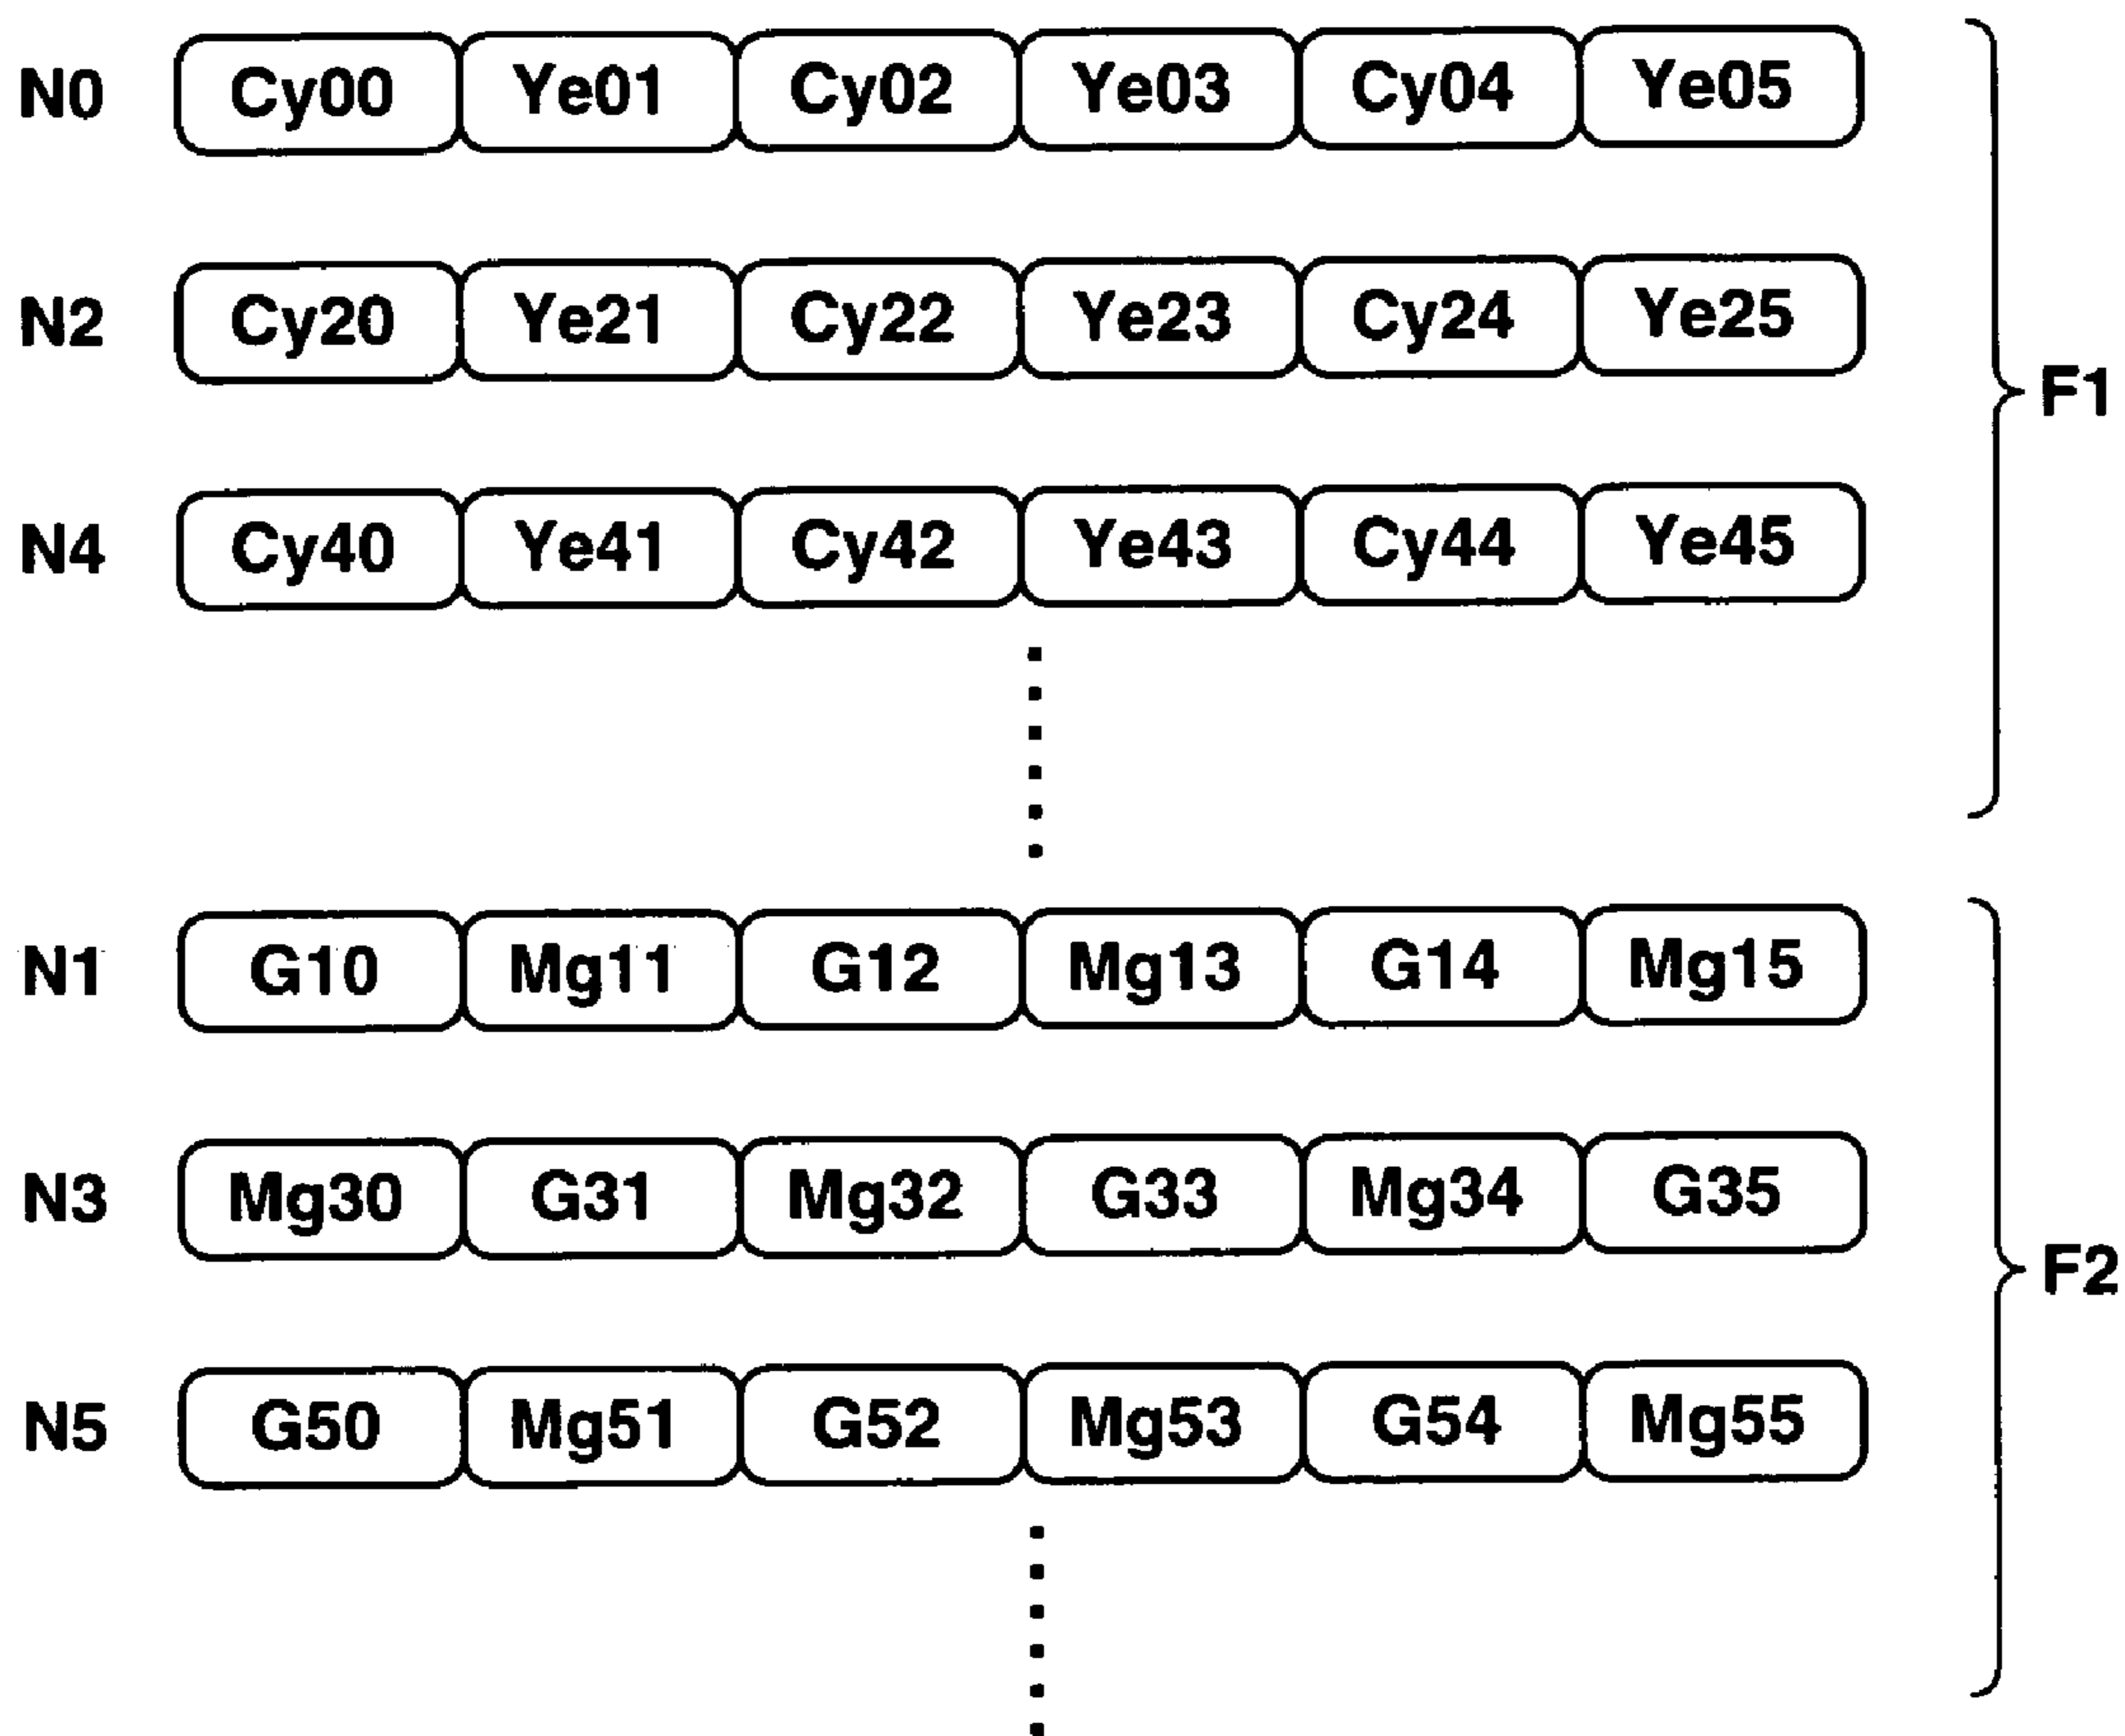 N0 Cy00 Ye01 Cy02 Ye03 Cy04 Ye05
N2 Cy20 Ye21 Cy22 Ye23 Cy24 Ye25
F1
N4 Cy40 Ye41 Cy42 Ye43 Cy44 Ye45
N1 G10 Mg11 G12 Mg13 G14 Mg15
N3 Mg30 G31 Mg32 G33 Mg34 G35
F2
N5 G50 Mg51 G52 Mg53 G54 Mg55